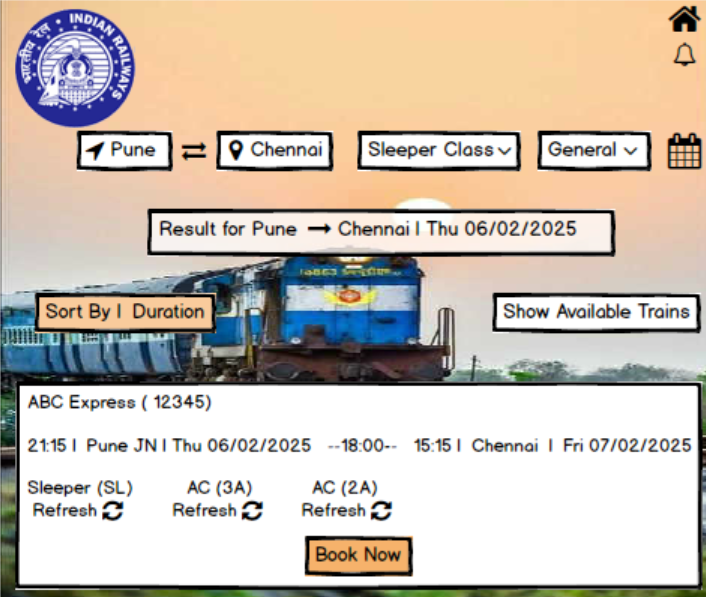 भारतीय रेल • INDIAN RAILWAYS
Pune
Chennai
Sleeper Class
General
Result for Pune → Chennai | Thu 06/02/2025
Sort By | Duration
Show Available Trains
ABC Express ( 12345)
21:15 | Pune JN | Thu 06/02/2025 --18:00-- 15:15 | Chennai | Fri 07/02/2025
Sleeper (SL) AC (3A) AC (2A)
Refresh Refresh Refresh
Book Now